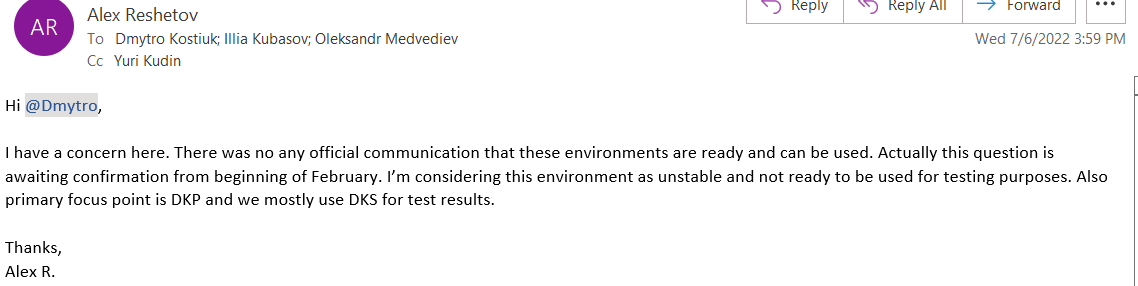 AR
Alex Reshetov
Reply
Reply All
Forward
To Dmytro Kostiuk; Illia Kubasov; Oleksandr Medvediev
Wed 7/6/2022 3:59 PM
Cc Yuri Kudin
Hi @Dmytro,
I have a concern here. There was no any official communication that these environments are ready and can be used. Actually this question is
awaiting confirmation from beginning of February. I’m considering this environment as unstable and not ready to be used for testing purposes. Also
primary focus point is DKP and we mostly use DKS for test results.
Thanks,
Alex R.